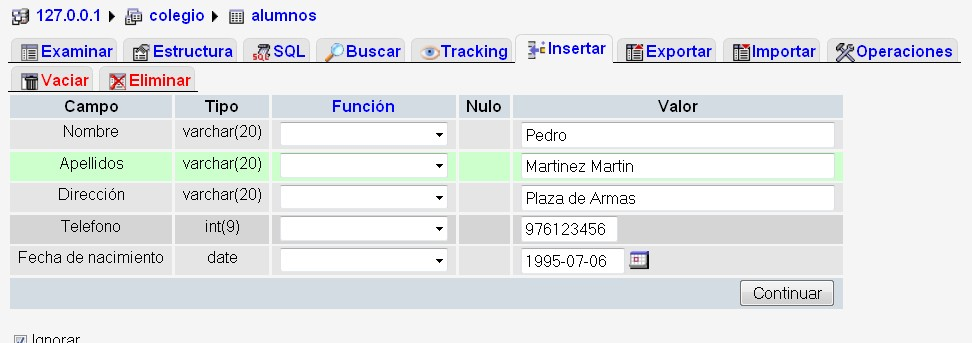 127.0.0.1 colegio alumnos
Examinar Estructura SQL Buscar Tracking Insertar Exportar Importar Operaciones
Vaciar Eliminar
Campo Tipo Función Nulo Valor
Nombre varchar(20) Pedro
Apellidos varchar(20) Martinez Martin
Dirección varchar(20) Plaza de Armas
Telefono int(9) 976123456
Fecha de nacimiento date 1995-07-06
Continuar
Ignorar